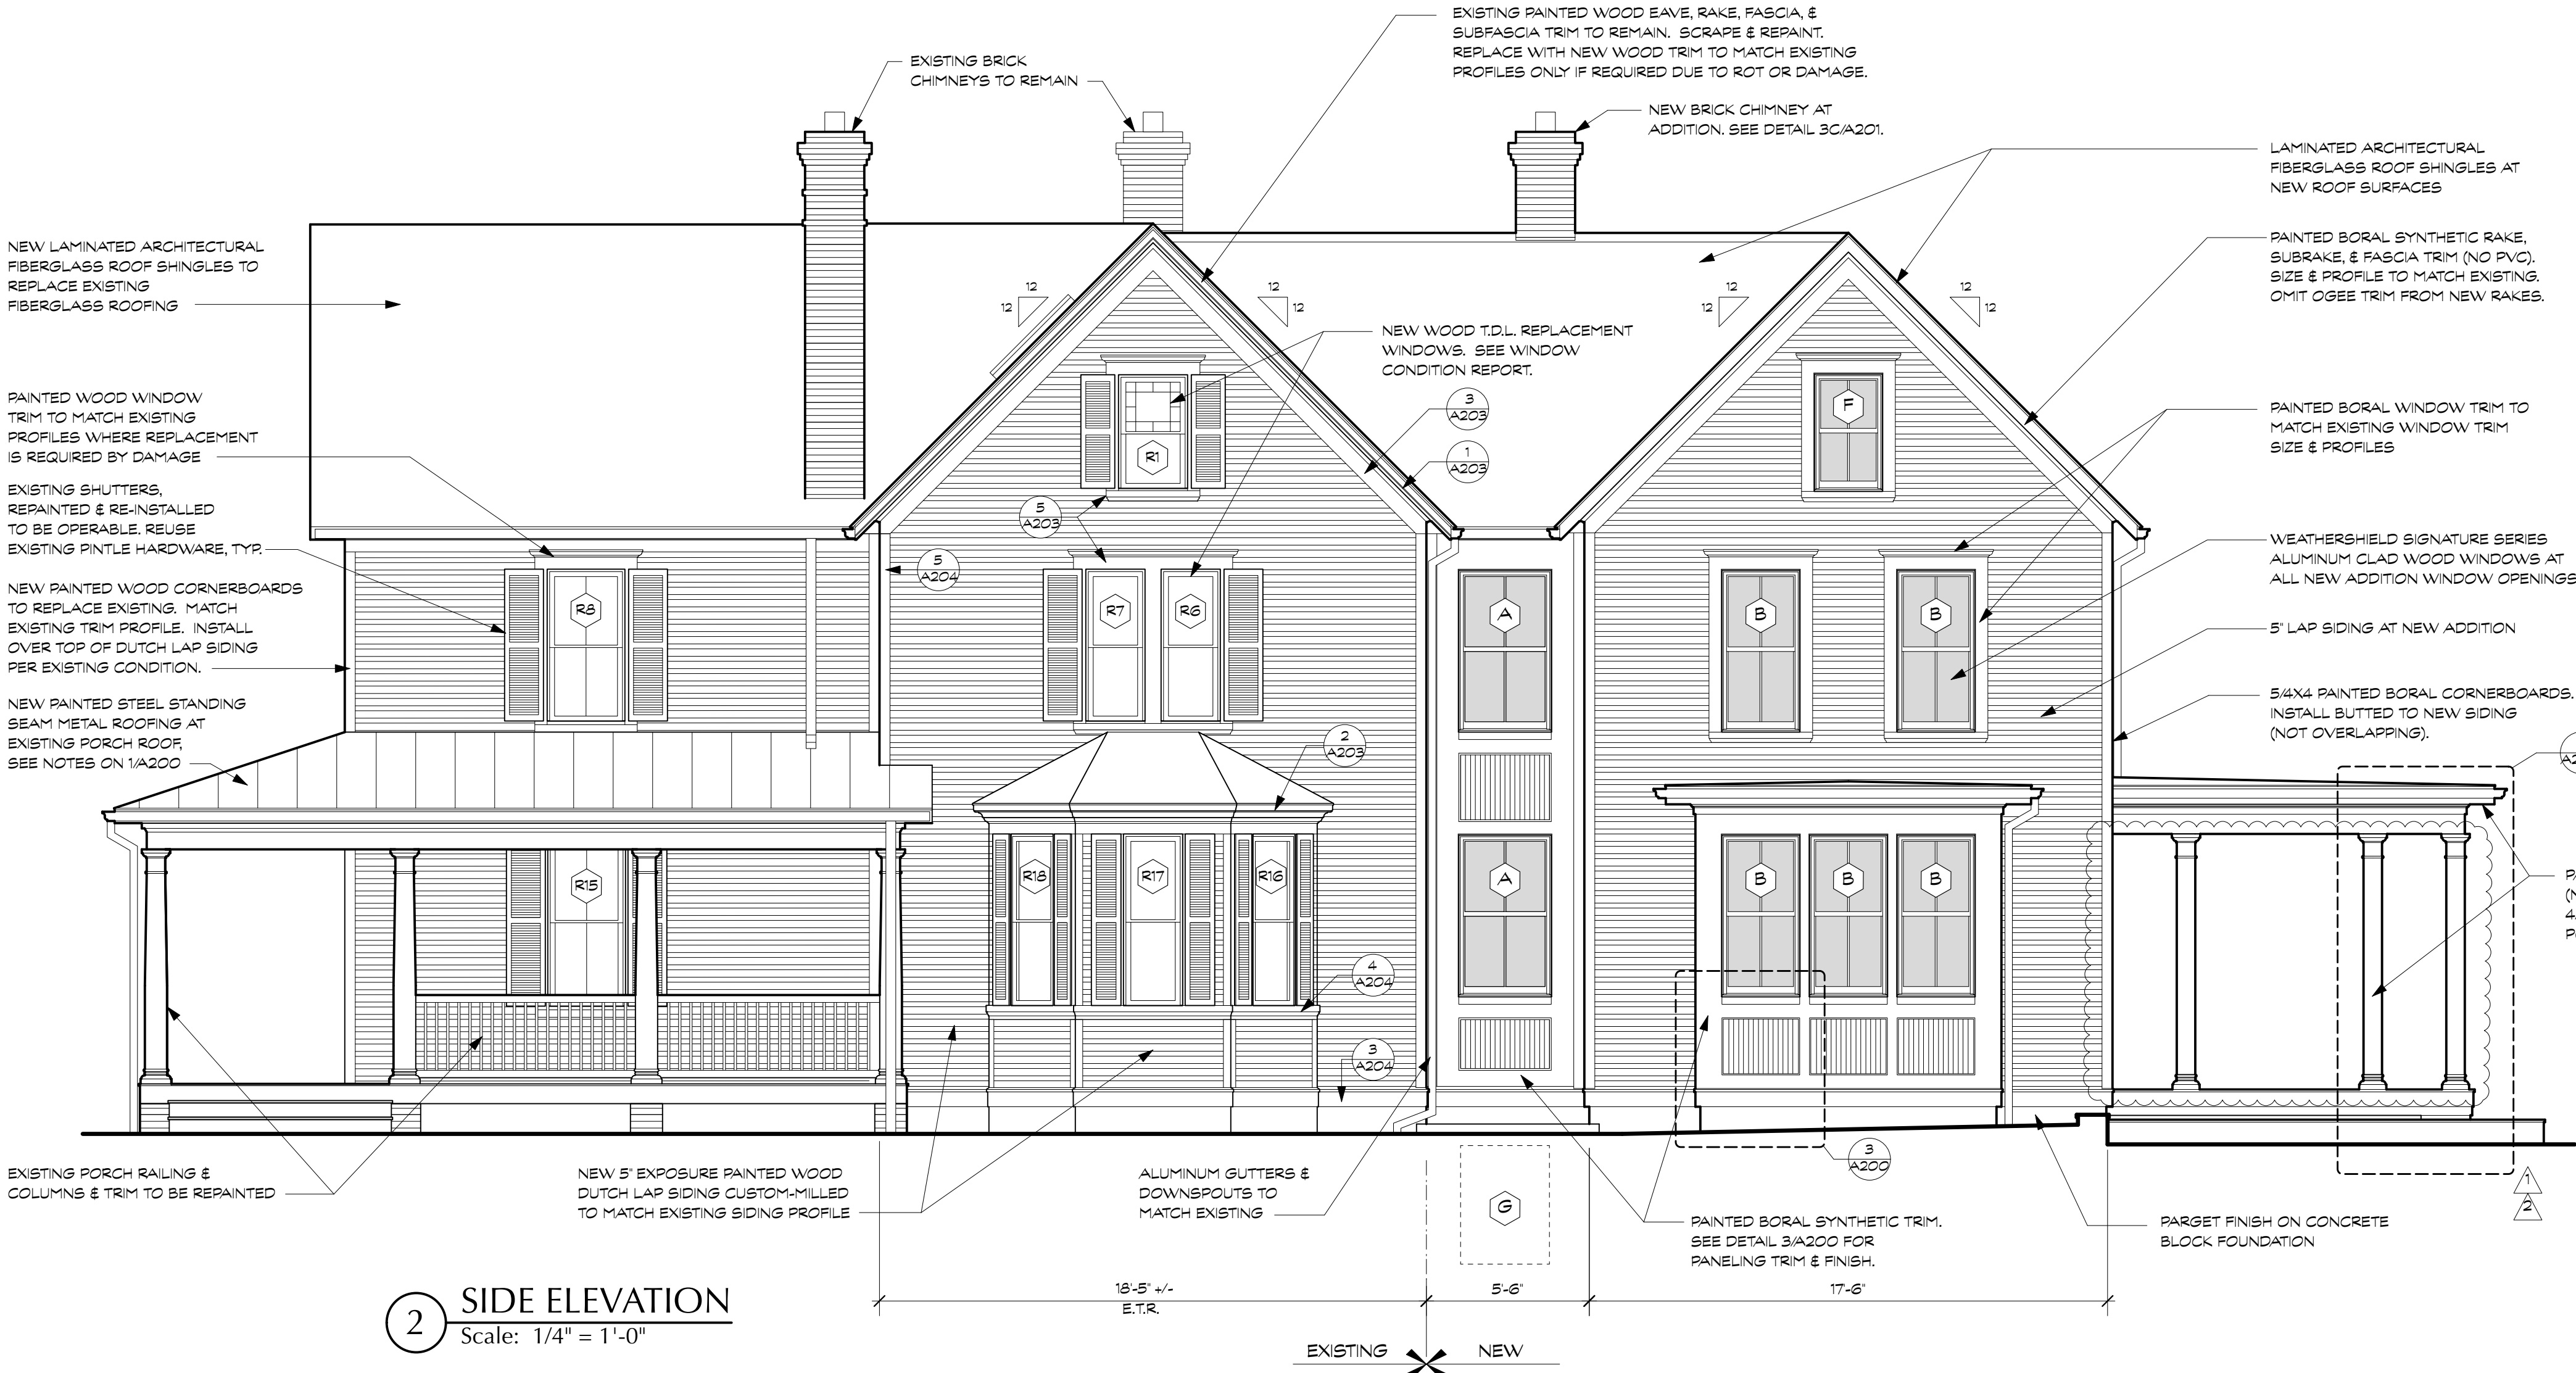 EXISTING PAINTED WOOD EAVE, RAKE, FASCIA, &
SUBFASCIA TRIM TO REMAIN. SCRAPE & REPAINT.
REPLACE WITH NEW WOOD TRIM TO MATCH EXISTING
PROFILES ONLY IF REQUIRED DUE TO ROT OR DAMAGE.
EXISTING BRICK
CHIMNEYS TO REMAIN
NEW BRICK CHIMNEY AT
ADDITION. SEE DETAIL 3C/A201.
LAMINATED ARCHITECTURAL
FIBERGLASS ROOF SHINGLES AT
NEW ROOF SURFACES
NEW LAMINATED ARCHITECTURAL
FIBERGLASS ROOF SHINGLES TO
REPLACE EXISTING
FIBERGLASS ROOFING
PAINTED BORAL SYNTHETIC RAKE,
SUBRAKE, & FASCIA TRIM (NO PVC).
SIZE & PROFILE TO MATCH EXISTING.
OMIT OGEE TRIM FROM NEW RAKES.
12
12
12
12
12
12
12
12
NEW WOOD T.D.L. REPLACEMENT
WINDOWS. SEE WINDOW
CONDITION REPORT.
PAINTED WOOD WINDOW
TRIM TO MATCH EXISTING
PROFILES WHERE REPLACEMENT
IS REQUIRED BY DAMAGE
3
A203
1
A203
R1
F
PAINTED BORAL WINDOW TRIM TO
MATCH EXISTING WINDOW TRIM
SIZE & PROFILES
EXISTING SHUTTERS,
REPAINTED & RE-INSTALLED
TO BE OPERABLE. REUSE
EXISTING PINTLE HARDWARE, TYP.
5
A203
5
A204
WEATHERSHIELD SIGNATURE SERIES
ALUMINUM CLAD WOOD WINDOWS AT
ALL NEW ADDITION WINDOW OPENINGS
NEW PAINTED WOOD CORNERBOARDS
TO REPLACE EXISTING. MATCH
EXISTING TRIM PROFILE. INSTALL
OVER TOP OF DUTCH LAP SIDING
PER EXISTING CONDITION.
R8
R7
R6
A
B
B
5" LAP SIDING AT NEW ADDITION
NEW PAINTED STEEL STANDING
SEAM METAL ROOFING AT
EXISTING PORCH ROOF,
SEE NOTES ON 1/A200
5/4X4 PAINTED BORAL CORNERBOARDS.
INSTALL BUTTED TO NEW SIDING
(NOT OVERLAPPING).
2
A203
R15
R18
R17
R16
A
B
B
B
4
A204
3
A204
3
A200
EXISTING PORCH RAILING &
COLUMNS & TRIM TO BE REPAINTED
NEW 5" EXPOSURE PAINTED WOOD
DUTCH LAP SIDING CUSTOM-MILLED
TO MATCH EXISTING SIDING PROFILE
ALUMINUM GUTTERS &
DOWNSPOUTS TO
MATCH EXISTING
G
PAINTED BORAL SYNTHETIC TRIM.
SEE DETAIL 3/A200 FOR
PANELING TRIM & FINISH.
PARGET FINISH ON CONCRETE
BLOCK FOUNDATION
1
2
18'-5" +/-
E.T.R.
5'-6"
17'-6"
2
SIDE ELEVATION
Scale: 1/4" = 1'-0"
EXISTING
NEW